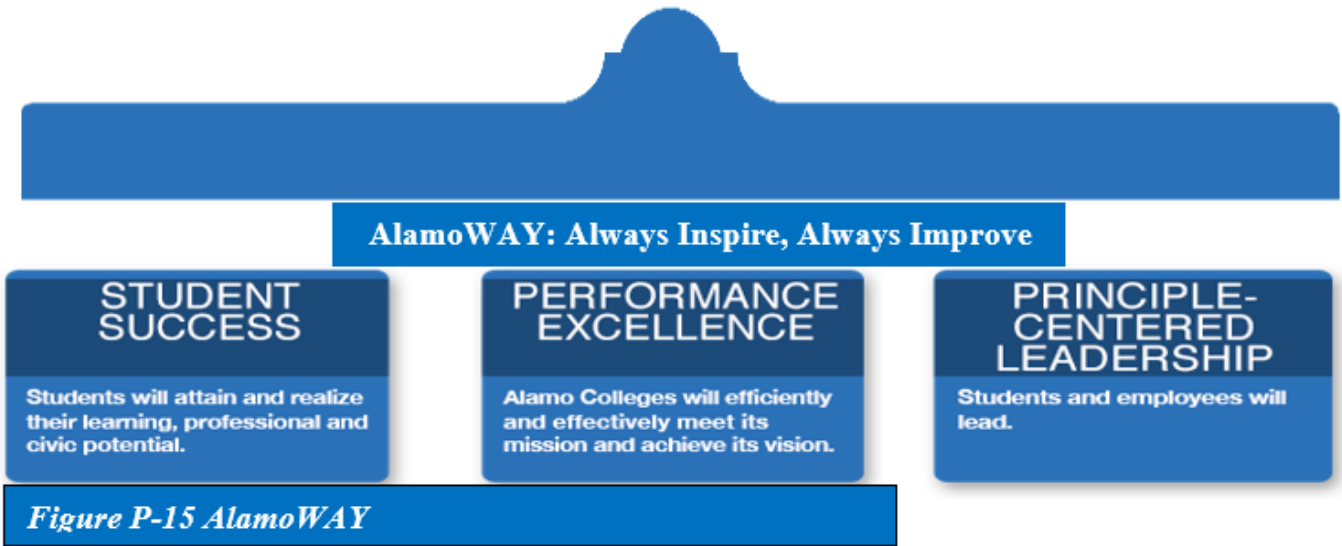 AlamoWAY: Always Inspire, Always Improve
STUDENT
SUCCESS
Students will attain and realize
their learning, professional and
civic potential.
PERFORMANCE
EXCELLENCE
Alamo Colleges will efficiently
and effectively meet its
mission and achieve its vision.
PRINCIPLE-
CENTERED
LEADERSHIP
Students and employees will
lead.
Figure P-15 AlamoWAY